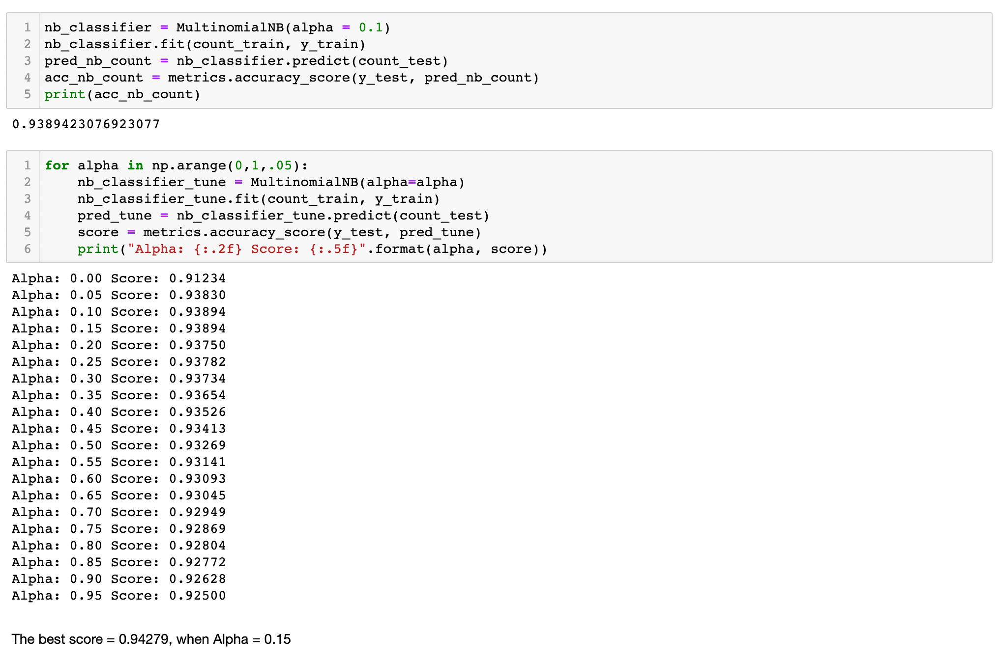 1 nb_classifier = MultinomialNB(alpha = 0.1)
2 nb_classifier.fit(count_train, y_train)
3 pred_nb_count = nb_classifier.predict(count_test)
4 acc_nb_count = metrics.accuracy_score(y_test, pred_nb_count)
5 print(acc_nb_count)
0.9389423076923077
1 for alpha in np.arange(0,1,.05):
2     nb_classifier_tune = MultinomialNB(alpha=alpha)
3     nb_classifier_tune.fit(count_train, y_train)
4     pred_tune = nb_classifier_tune.predict(count_test)
5     score = metrics.accuracy_score(y_test, pred_tune)
6     print("Alpha: {:.2f} Score: {:.5f}".format(alpha, score))
Alpha: 0.00 Score: 0.91234
Alpha: 0.05 Score: 0.93830
Alpha: 0.10 Score: 0.93894
Alpha: 0.15 Score: 0.93894
Alpha: 0.20 Score: 0.93750
Alpha: 0.25 Score: 0.93782
Alpha: 0.30 Score: 0.93734
Alpha: 0.35 Score: 0.93654
Alpha: 0.40 Score: 0.93526
Alpha: 0.45 Score: 0.93413
Alpha: 0.50 Score: 0.93269
Alpha: 0.55 Score: 0.93141
Alpha: 0.60 Score: 0.93093
Alpha: 0.65 Score: 0.93045
Alpha: 0.70 Score: 0.92949
Alpha: 0.75 Score: 0.92869
Alpha: 0.80 Score: 0.92804
Alpha: 0.85 Score: 0.92772
Alpha: 0.90 Score: 0.92628
Alpha: 0.95 Score: 0.92500
The best score = 0.94279, when Alpha = 0.15